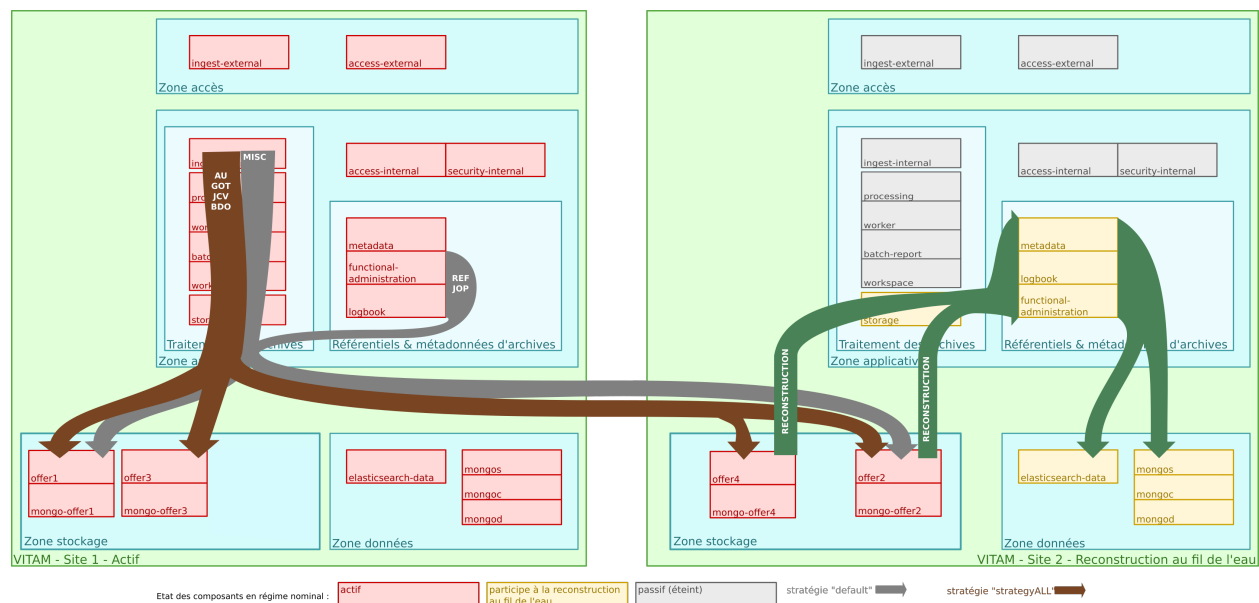 ingest-external
access-external
Zone accès
MISC
AU
GOT
JCV
BDO
access-internal
security-internal
metadata
functional-
administration
logbook
REF
JOP
Référentiels & métadonnées d'archives
offer1
mongo-offer1
offer3
mongo-offer3
Zone stockage
elasticsearch-data
mongos
mongoc
mongod
Zone données
VITAM - Site 1 - Actif
ingest-external
access-external
Zone accès
ingest-internal
processing
worker
batch-report
workspace
storage
access-internal
security-internal
metadata
logbook
functional-
administration
Zone applicative
RECONSTRUCTION
RECONSTRUCTION
offer4
mongo-offer4
offer2
mongo-offer2
Zone stockage
elasticsearch-data
mongos
mongoc
mongod
Zone données
VITAM - Site 2 - Reconstruction au fil de l'eau
Etat des composants en régime nominal :
actif
participe à la reconstruction
au fil de l'eau
passif (éteint)
stratégie "default"
stratégie "strategyALL"